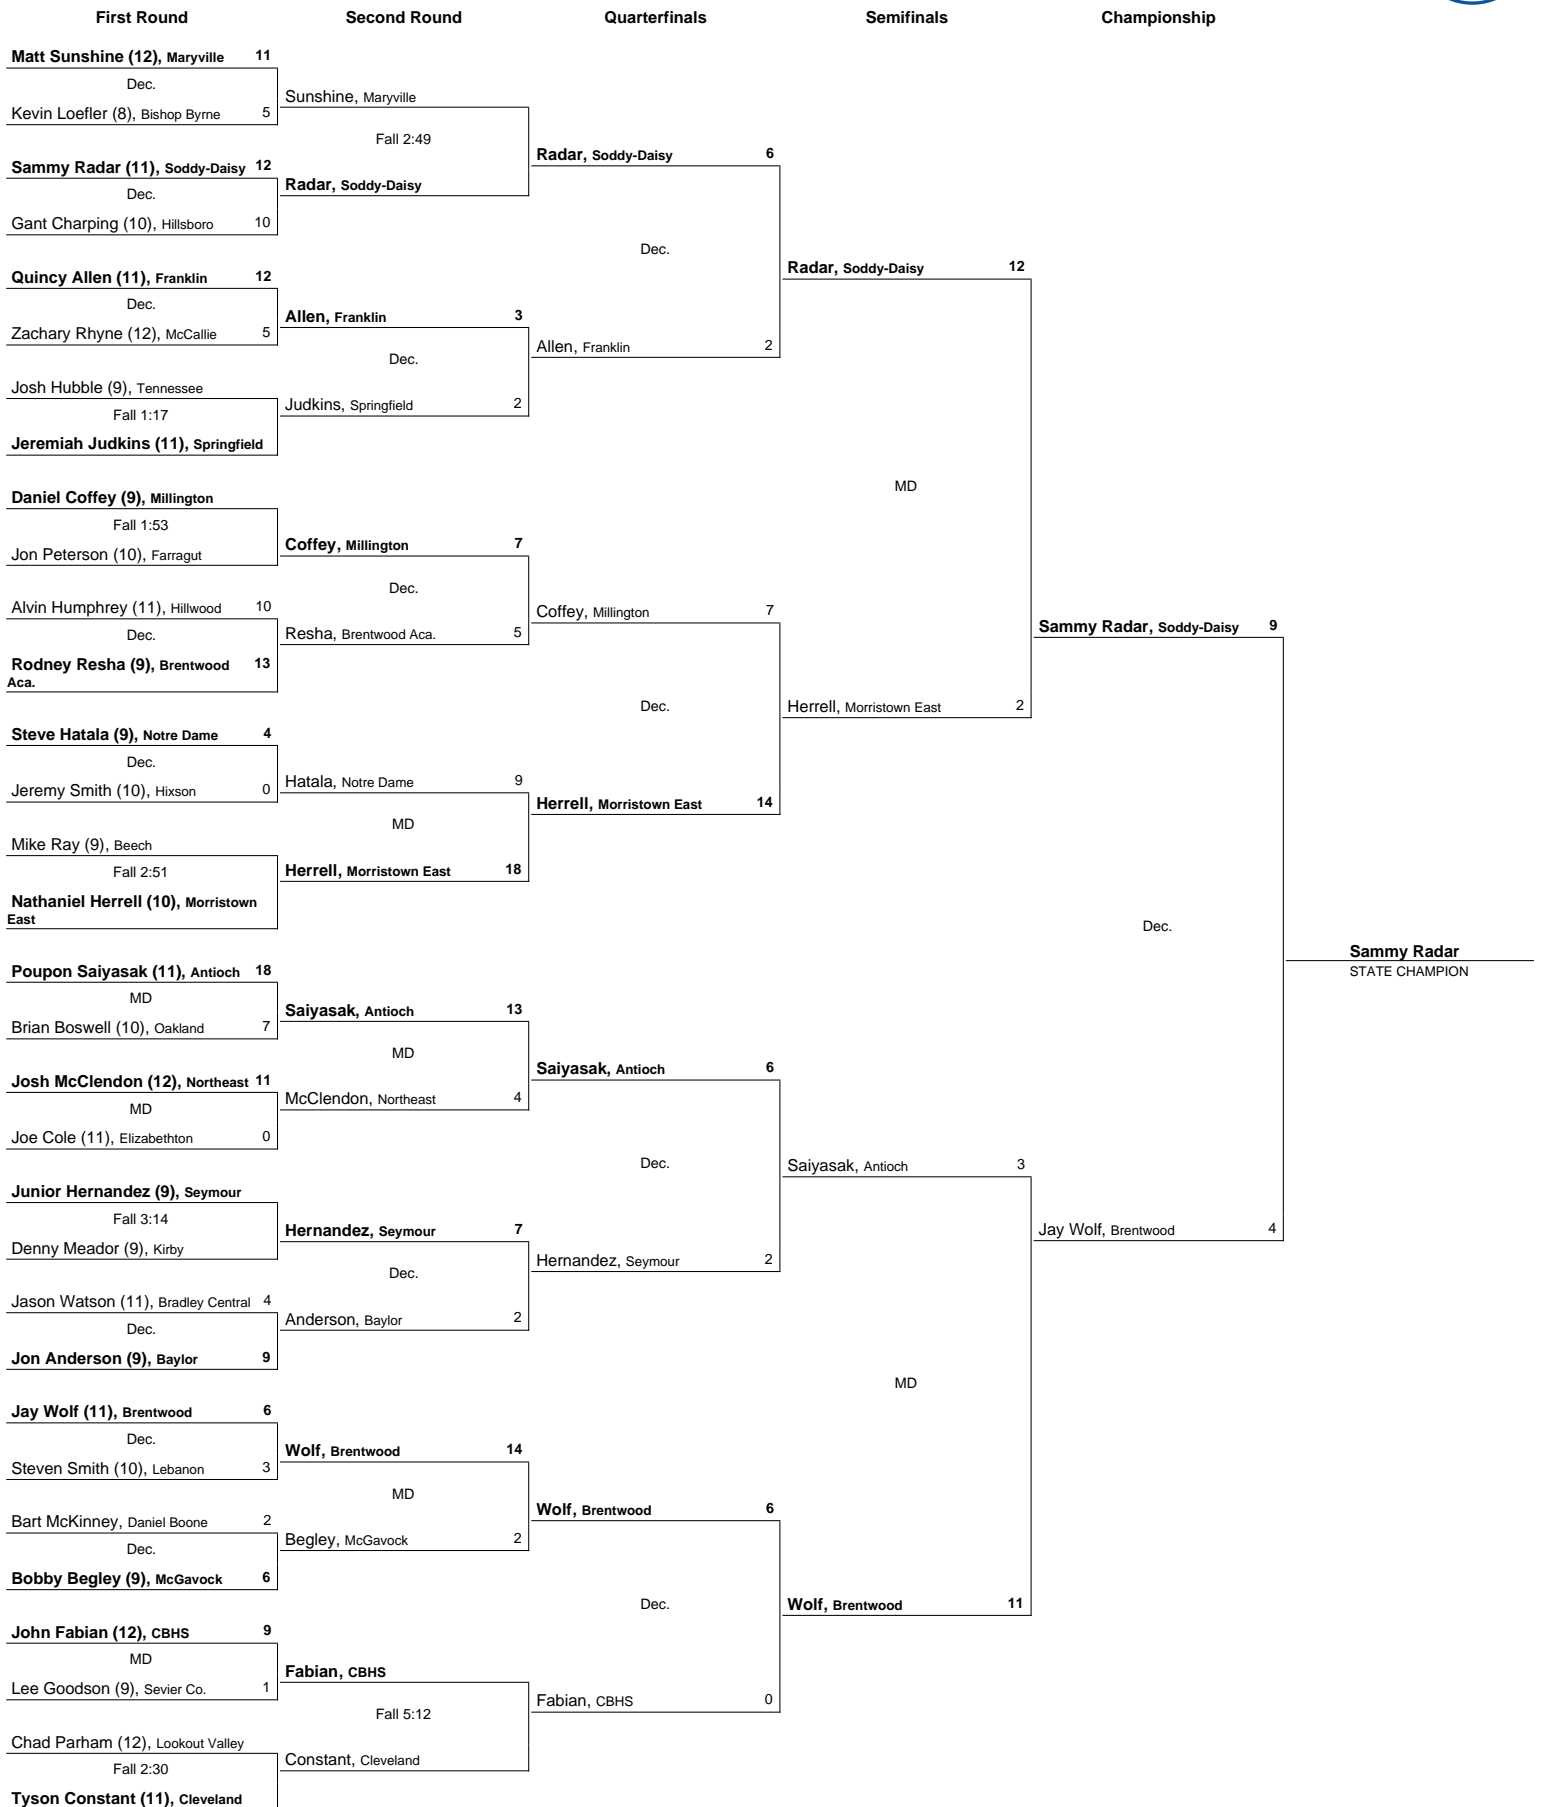 First Round Second Round Quarterfinals Semifinals Championship
Matt Sunshine (12), Maryville 11
Dec.
Kevin Loefler (8), Bishop Byrne 5
Sammy Radar (11), Soddy-Daisy 12
Dec.
Gant Charping (10), Hillsboro 10
Quincy Allen (11), Franklin 12
Dec.
Zachary Rhyne (12), McCallie 5
Josh Hubble (9), Tennessee
Fall 1:17
Jeremiah Judkins (11), Springfield
Daniel Coffey (9), Millington
Fall 1:53
Jon Peterson (10), Farragut
Alvin Humphrey (11), Hillwood 10
Dec.
Rodney Resha (9), Brentwood 13
Aca.
Steve Hatala (9), Notre Dame 4
Dec.
Jeremy Smith (10), Hixson 0
Mike Ray (9), Beech
Fall 2:51
Nathaniel Herrell (10), Morristown
East
Poupon Saiyasak (11), Antioch 18
MD
Brian Boswell (10), Oakland 7
Josh McClendon (12), Northeast 11
MD
Joe Cole (11), Elizabethton 0
Junior Hernandez (9), Seymour
Fall 3:14
Denny Meador (9), Kirby
Jason Watson (11), Bradley Central 4
Dec.
Jon Anderson (9), Baylor 9
Jay Wolf (11), Brentwood 6
Dec.
Steven Smith (10), Lebanon 3
Bart McKinney, Daniel Boone 2
Dec.
Bobby Begley (9), McGavock 6
John Fabian (12), CBHS 9
MD
Lee Goodson (9), Sevier Co. 1
Chad Parham (12), Lookout Valley
Fall 2:30
Tyson Constant (11), Cleveland
Sunshine, Maryville
Fall 2:49
Radar, Soddy-Daisy
Allen, Franklin 3
Dec.
Judkins, Springfield 2
Coffey, Millington 7
Dec.
Resha, Brentwood Aca. 5
Hatala, Notre Dame 9
MD
Herrell, Morristown East 18
Saiyasak, Antioch 13
MD
McClendon, Northeast 4
Hernandez, Seymour 7
Dec.
Anderson, Baylor 2
Wolf, Brentwood 14
MD
Begley, McGavock 2
Fabian, CBHS
Fall 5:12
Constant, Cleveland
Radar, Soddy-Daisy 6
Dec.
Allen, Franklin 2
Coffey, Millington 7
Dec.
Herrell, Morristown East 14
Saiyasak, Antioch 6
Dec.
Hernandez, Seymour 2
Wolf, Brentwood 6
Dec.
Fabian, CBHS 0
Radar, Soddy-Daisy 12
MD
Herrell, Morristown East 2
Saiyasak, Antioch 3
MD
Wolf, Brentwood 11
Sammy Radar, Soddy-Daisy 9
Dec.
Jay Wolf, Brentwood 4
Sammy Radar
STATE CHAMPION